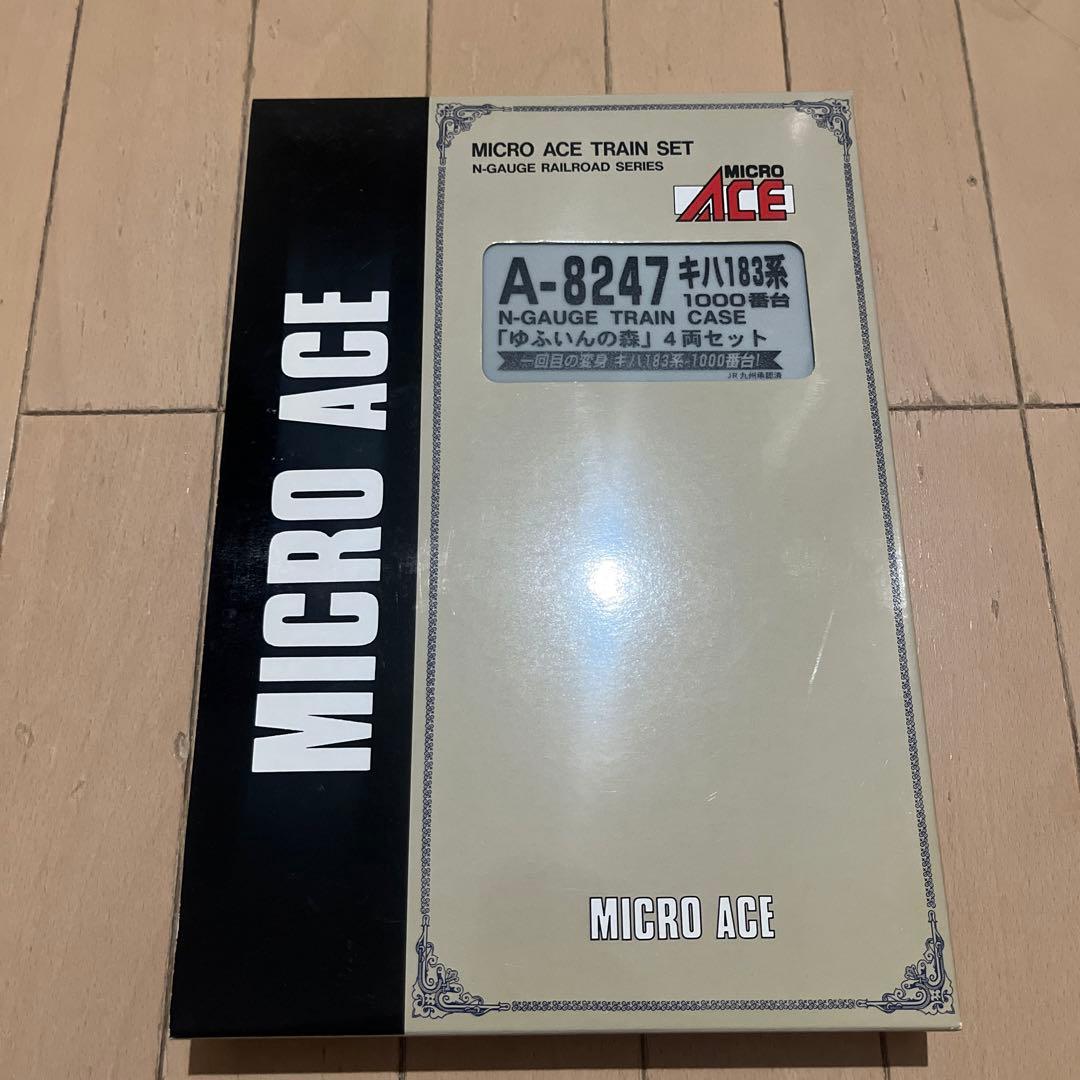 MICRO ACE
MICRO ACE TRAIN SET
N-GAUGE RAILROAD SERIES
MICRO
ACE
A-8247 キハ183系
1000番台
N-GAUGE TRAIN CASE
「ゆふいんの森」4両セット
一回目の変身 キハ183系-1000番台!
JR九州承認済
MICRO ACE